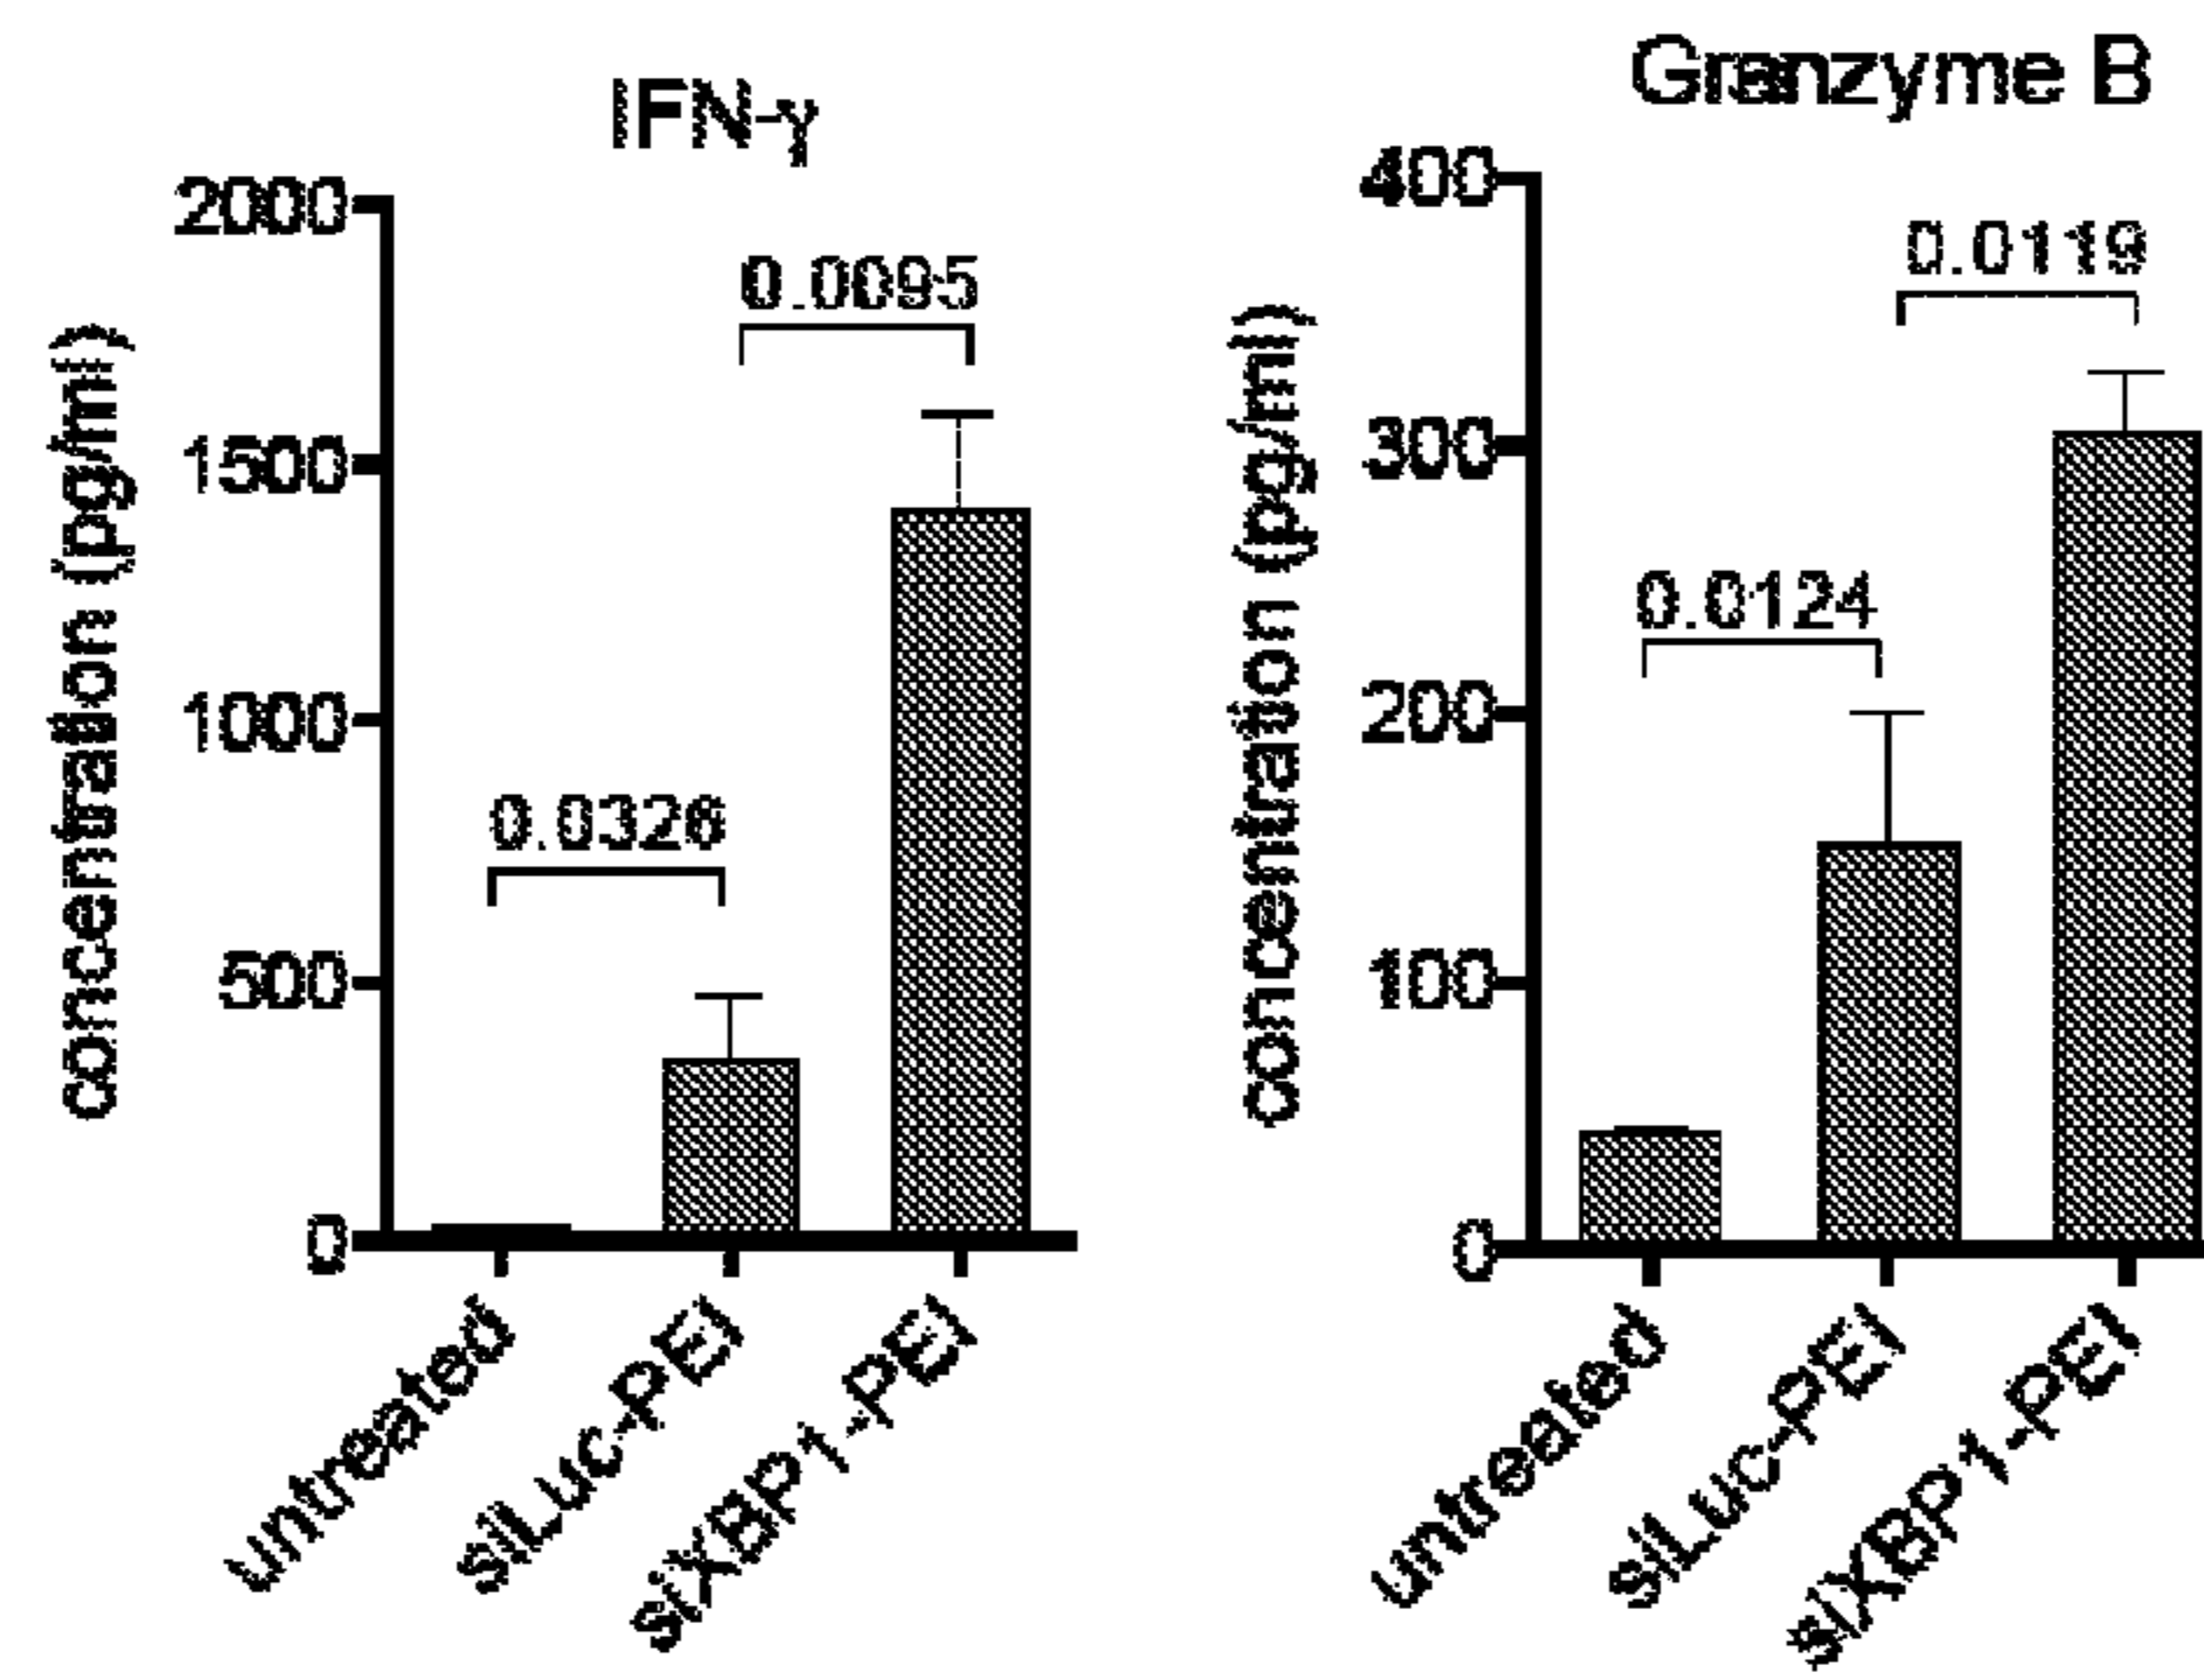 IFN-γ
concentration (pg/ml)
2000
1500
1000
500
0
0.0326
0.0095
untreated
siLuc-PEI
siXBP1-PEI
Granzyme B
concentration (pg/ml)
400
300
200
100
0
0.0124
0.0119
untreated
siLuc-PEI
siXBP1-PEI